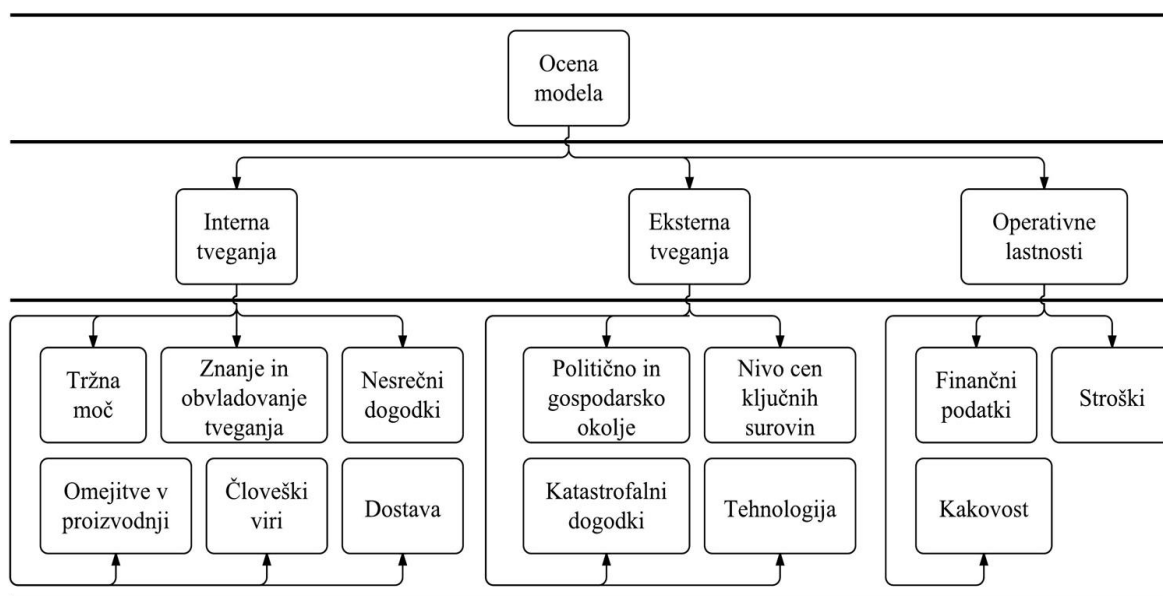 Ocena
modela
Interna
tveganja
Eksterna
tveganja
Operativne
lastnosti
Tržna
moč
Znanje in
obvladovanje
tveganja
Nesrečni
dogodki
Politično in
gospodarsko
okolje
Nivo cen
ključnih
surovin
Finančni
podatki
Stroški
Omejitve v
proizvodnji
Človeški
viri
Dostava
Katastrofalni
dogodki
Tehnologija
Kakovost